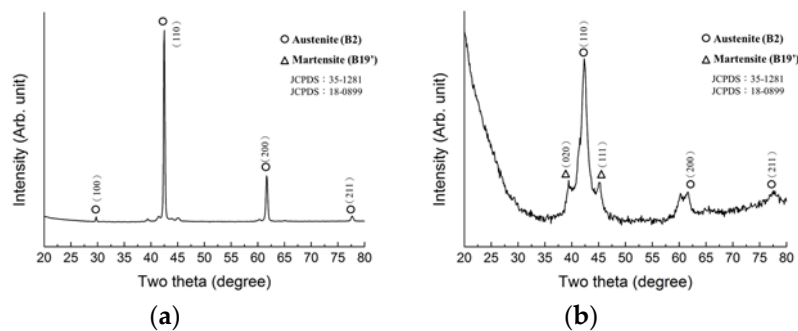 Intensity (Arb. unit)
(100)
(110)
(200)
(211)
○ Austenite (B2)
△ Martensite (B19')
JCPDS：35-1281
JCPDS：18-0899
20 25 30 35 40 45 50 55 60 65 70 75 80
Two theta (degree)
(a)
Intensity (Arb. unit)
(020)
(110)
(111)
(200)
(211)
○ Austenite (B2)
△ Martensite (B19')
JCPDS：35-1281
JCPDS：18-0899
20 25 30 35 40 45 50 55 60 65 70 75 80
Two theta (degree)
(b)